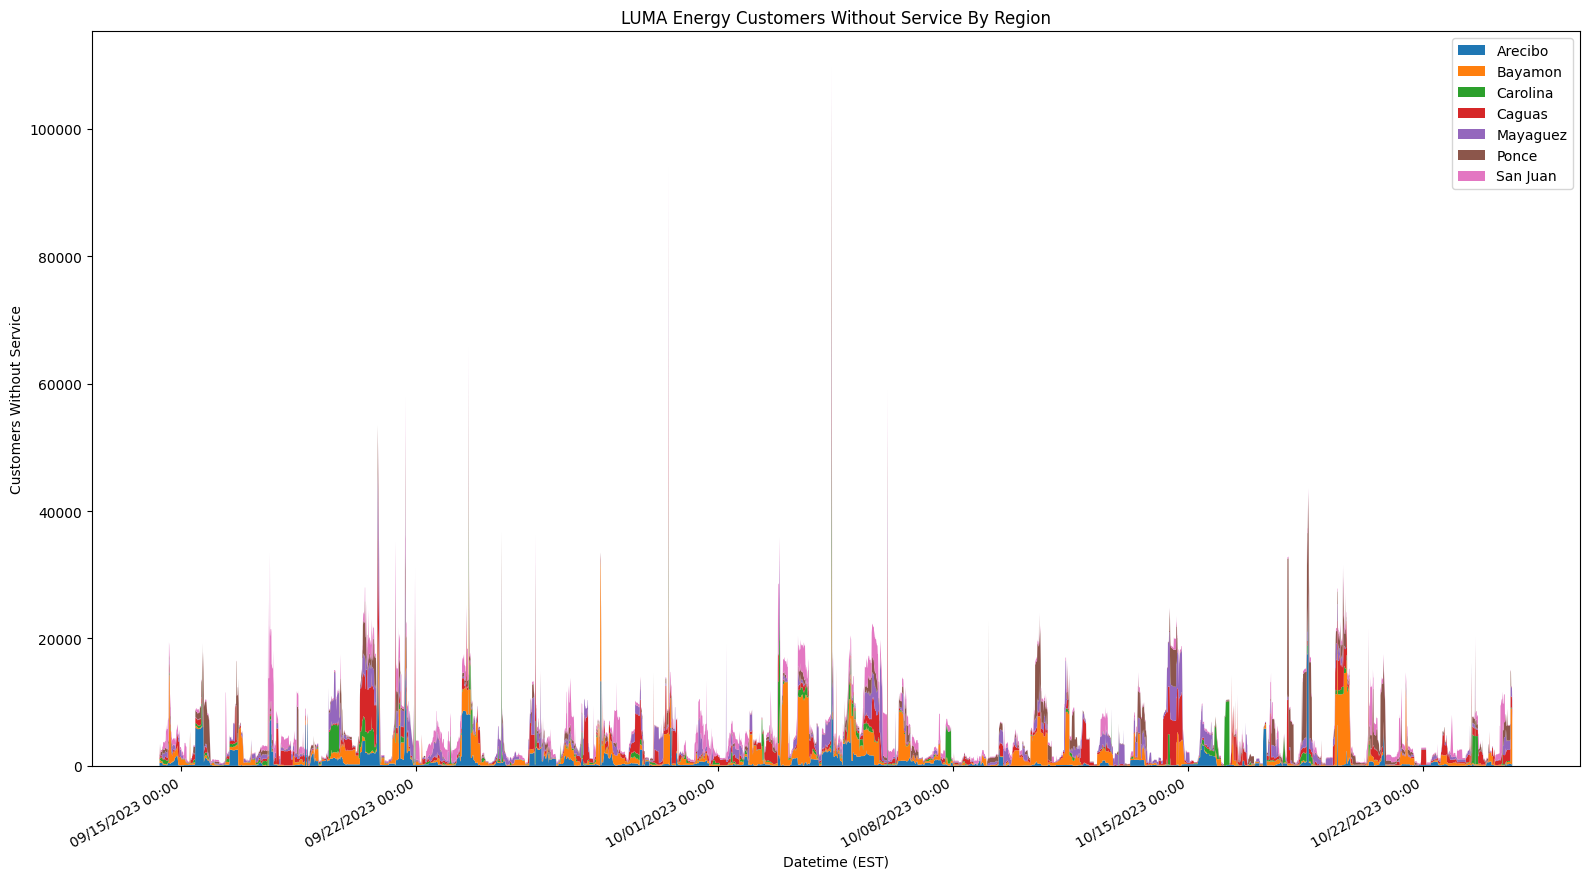 LUMA Energy Customers Without Service By Region
Arecibo
Bayamon
Carolina
Caguas
Mayaguez
Ponce
San Juan
100000
80000
60000
40000
20000
0
Customers Without Service
09/15/2023 00:00
09/22/2023 00:00
10/01/2023 00:00
10/08/2023 00:00
10/15/2023 00:00
10/22/2023 00:00
Datetime (EST)